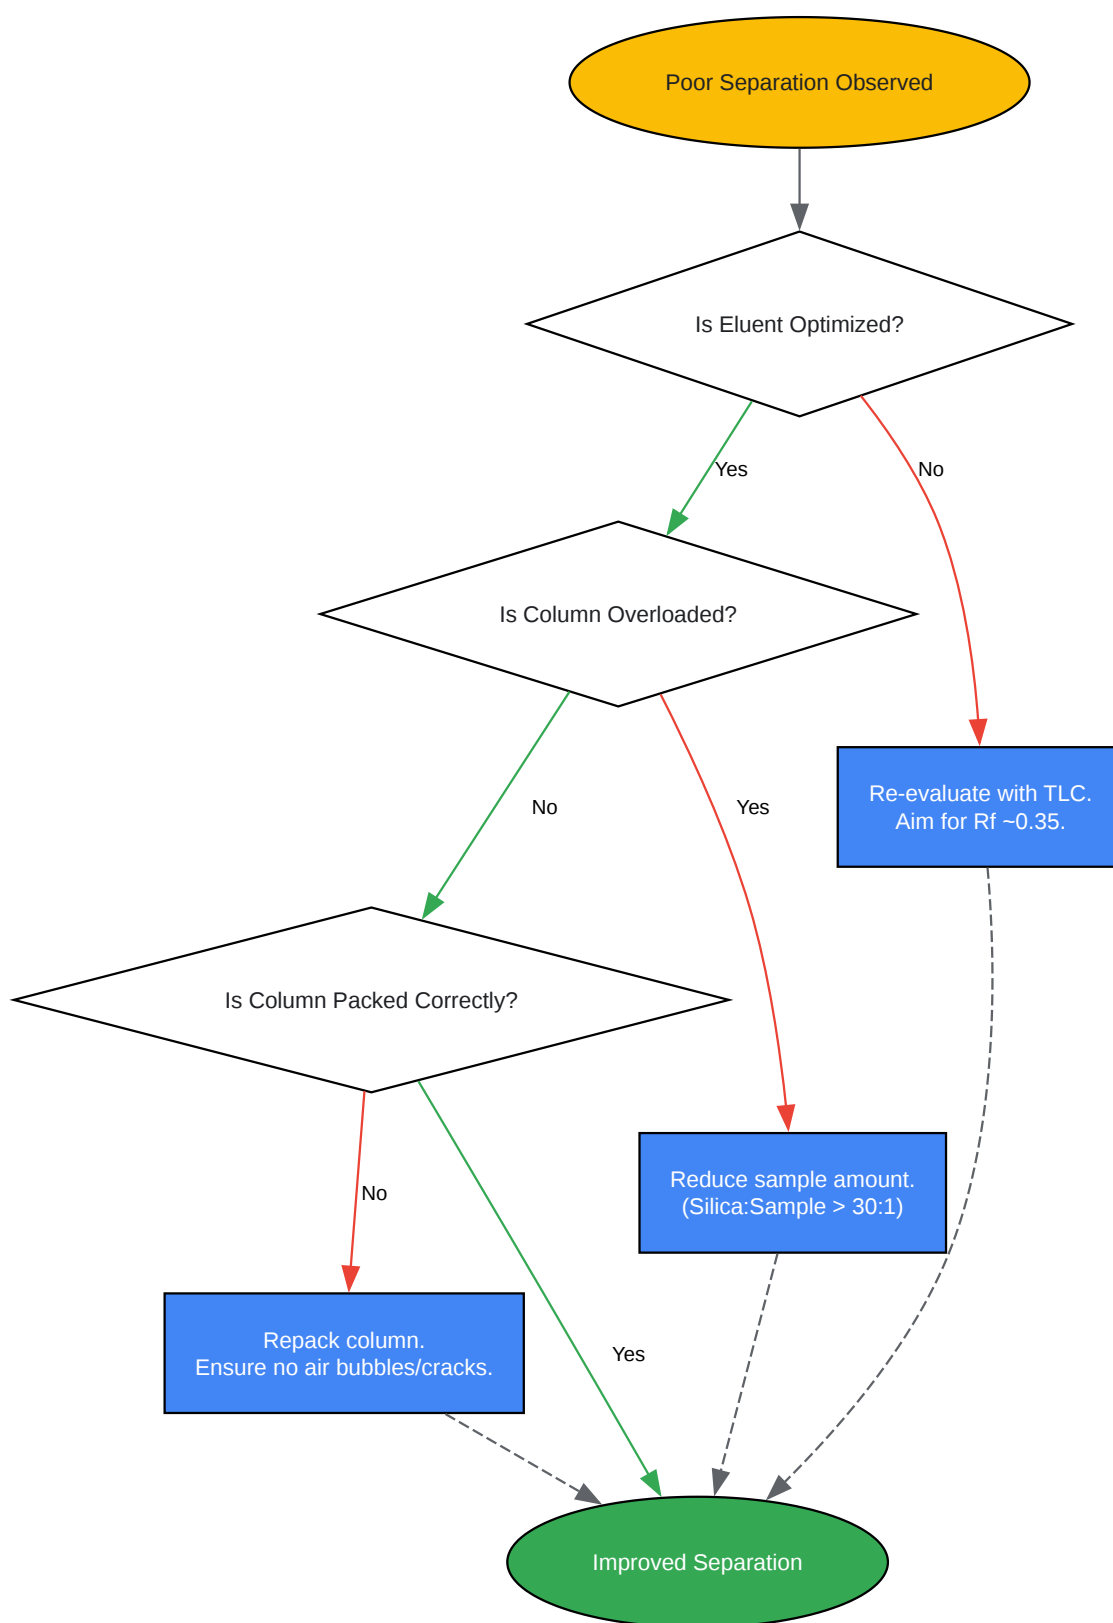 Poor Separation Observed
Is Eluent Optimized?
Yes
No
Is Column Overloaded?
No
Yes
Re-evaluate with TLC.
Aim for Rf ~0.35.
Is Column Packed Correctly?
No
Yes
Reduce sample amount.
(Silica:Sample > 30:1)
Repack column.
Ensure no air bubbles/cracks.
Improved Separation